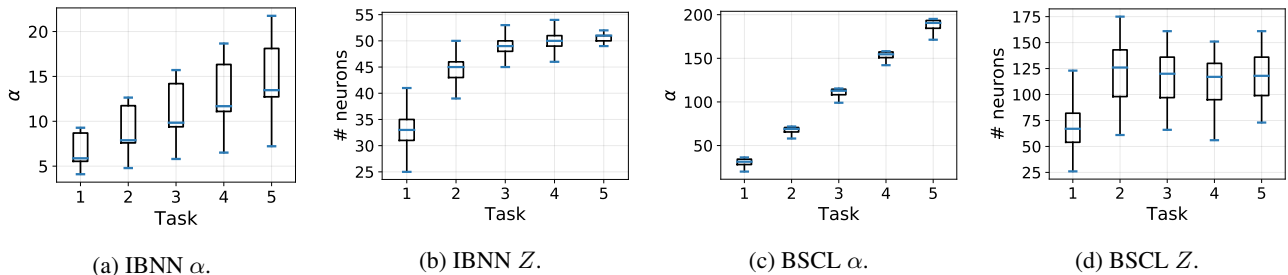 α
20
15
10
5
1 2 3 4 5
Task
(a) IBNN α.
# neurons
55
50
45
40
35
30
25
1 2 3 4 5
Task
(b) IBNN Z.
α
200
150
100
50
1 2 3 4 5
Task
(c) BSCL α.
# neurons
175
150
125
100
75
50
25
1 2 3 4 5
Task
(d) BSCL Z.